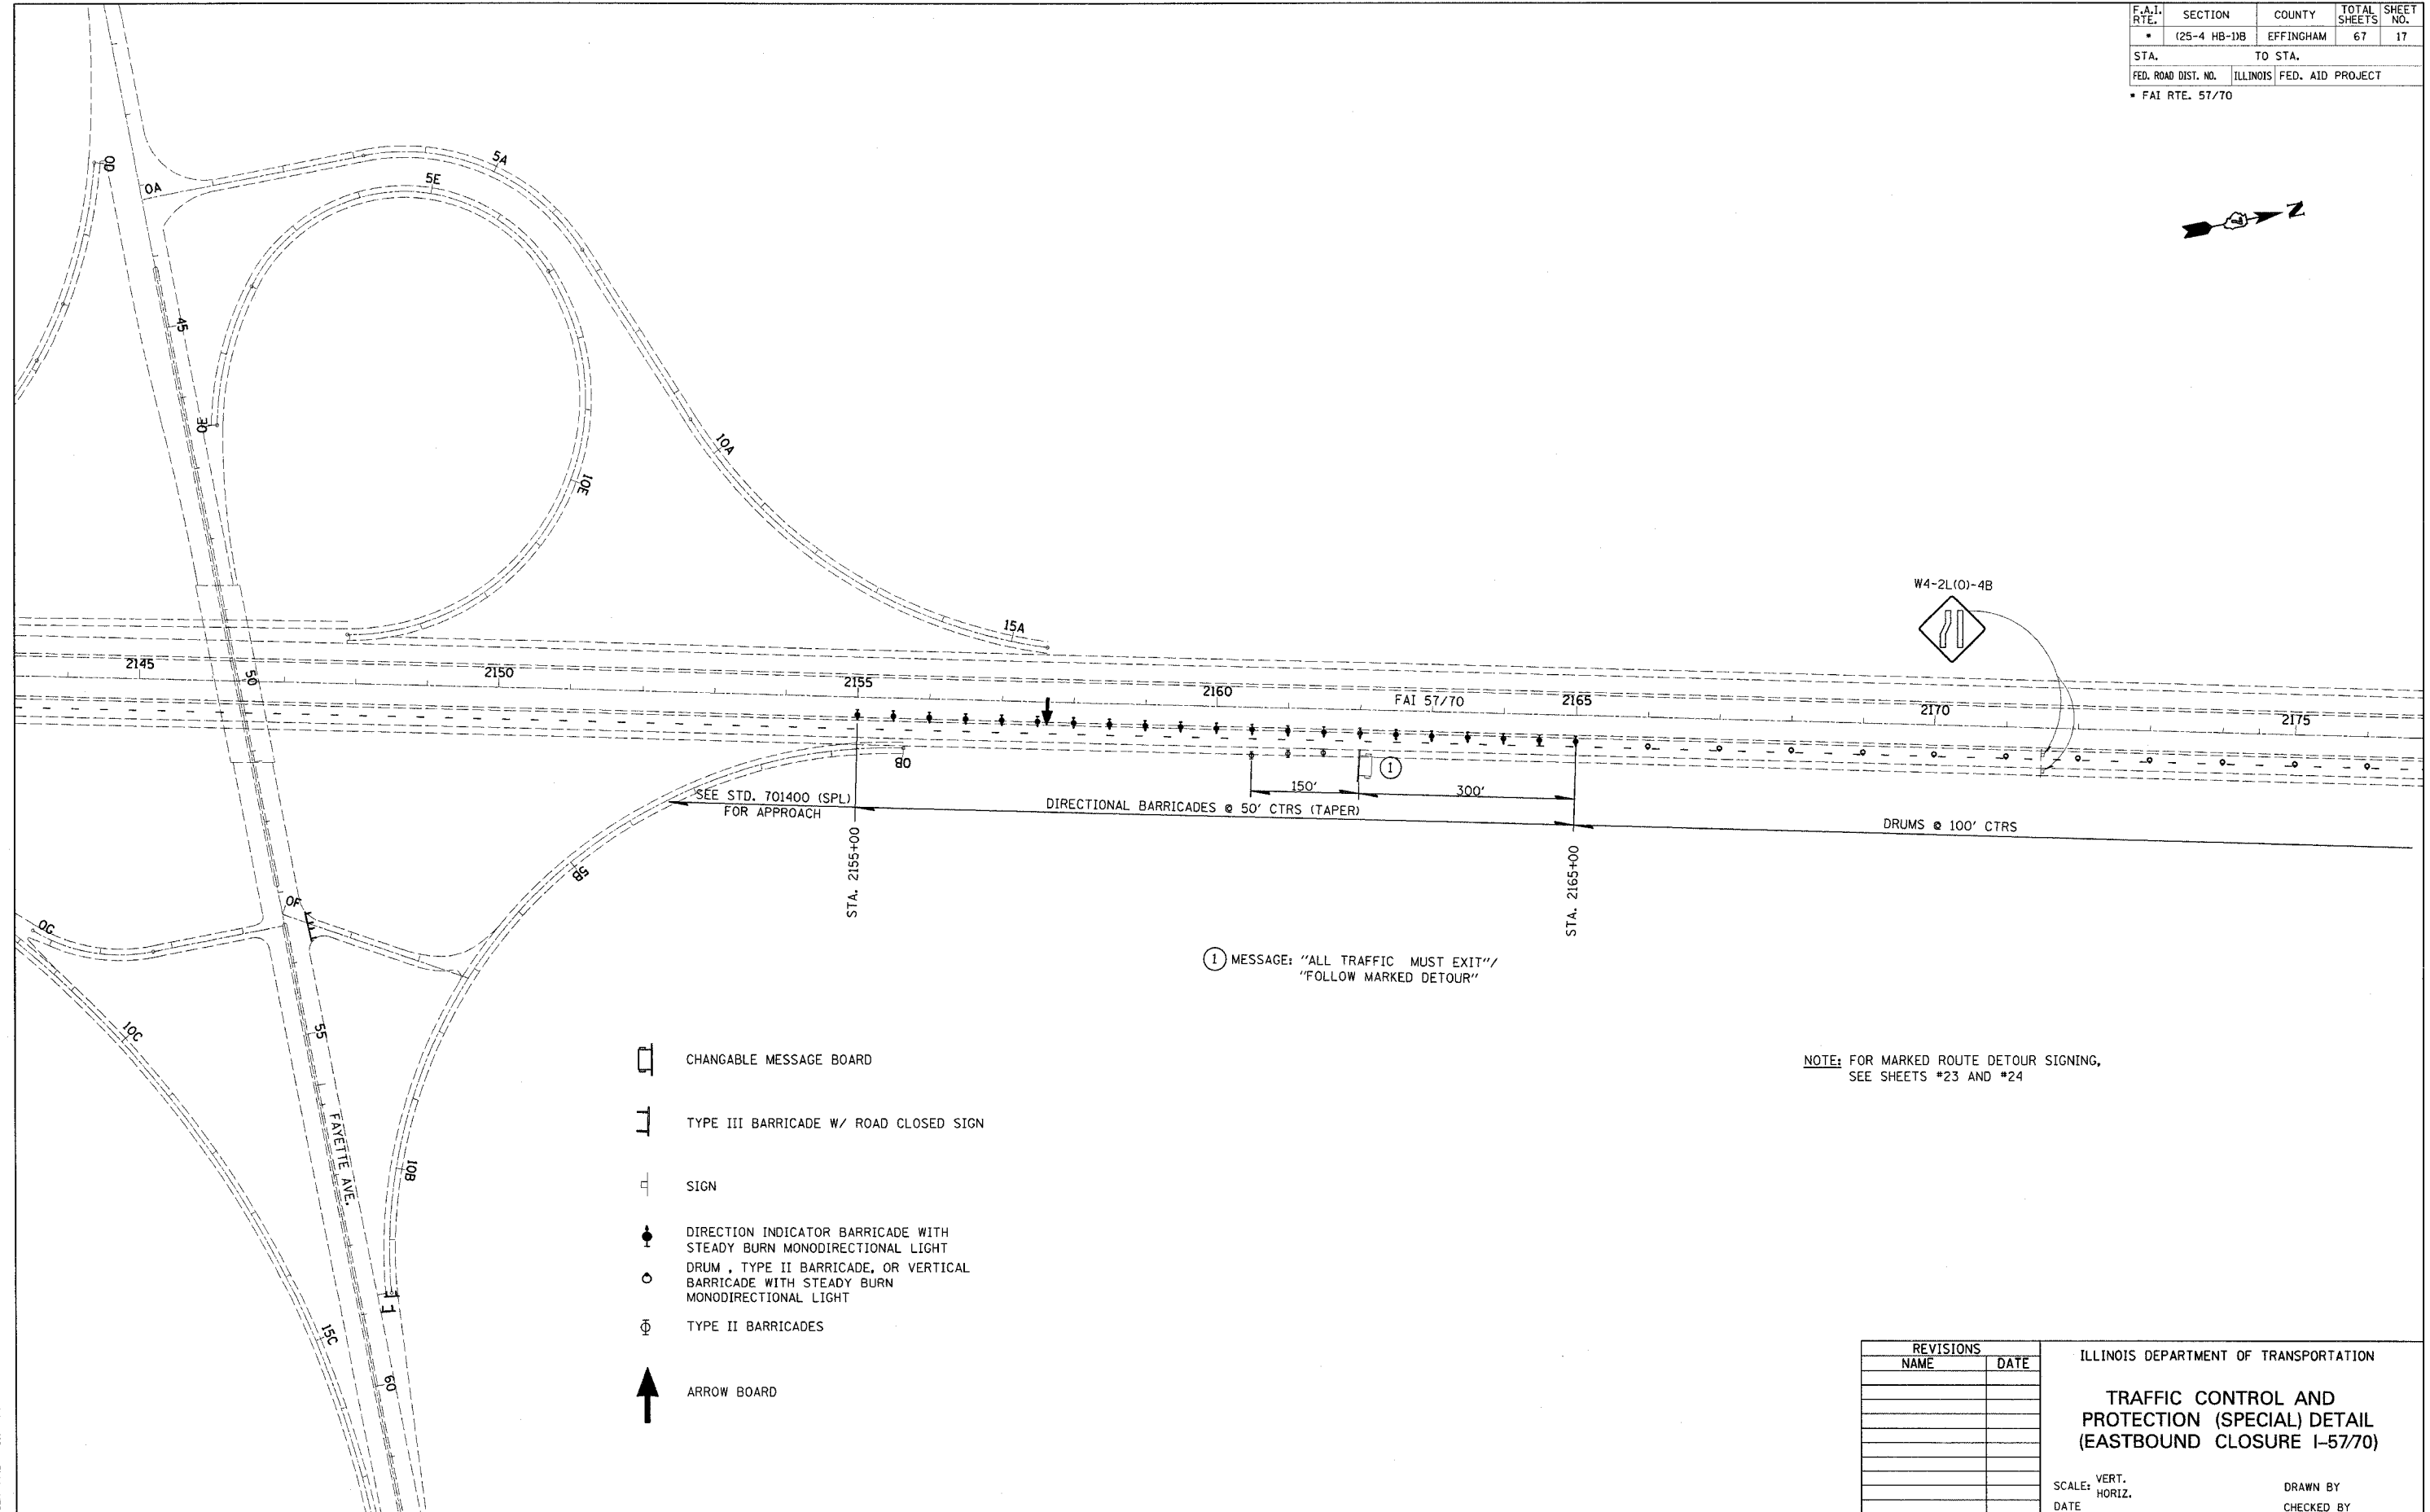 F.A.I. RTE. SECTION COUNTY TOTAL SHEETS SHEET NO.
* (25-4 HB-1)B EFFINGHAM 67 17
STA. TO STA.
FED. ROAD DIST. NO. ILLINOIS FED. AID PROJECT
* FAI RTE. 57/70
N
0D
0A
5A
5E
45
0E
10A
10E
15A
W4-2L(O)-4B
2145
50
2150
2155
2160
FAI 57/70
2165
2170
2175
0B
1
150'
300'
SEE STD. 701400 (SPL)
FOR APPROACH
DIRECTIONAL BARRICADES @ 50' CTRS (TAPER)
DRUMS @ 100' CTRS
STA. 2155+00
STA. 2165+00
5B
0F
0G
10C
55
FAYETTE AVE.
10B
15C
60
1 MESSAGE: "ALL TRAFFIC MUST EXIT"/
"FOLLOW MARKED DETOUR"
CHANGABLE MESSAGE BOARD
TYPE III BARRICADE W/ ROAD CLOSED SIGN
SIGN
DIRECTION INDICATOR BARRICADE WITH
STEADY BURN MONODIRECTIONAL LIGHT
DRUM , TYPE II BARRICADE, OR VERTICAL
BARRICADE WITH STEADY BURN
MONODIRECTIONAL LIGHT
TYPE II BARRICADES
ARROW BOARD
NOTE: FOR MARKED ROUTE DETOUR SIGNING,
SEE SHEETS #23 AND #24
REVISIONS
NAME DATE
ILLINOIS DEPARTMENT OF TRANSPORTATION
TRAFFIC CONTROL AND
PROTECTION (SPECIAL) DETAIL
(EASTBOUND CLOSURE I-57/70)
SCALE: VERT.
HORIZ.
DRAWN BY
DATE
CHECKED BY